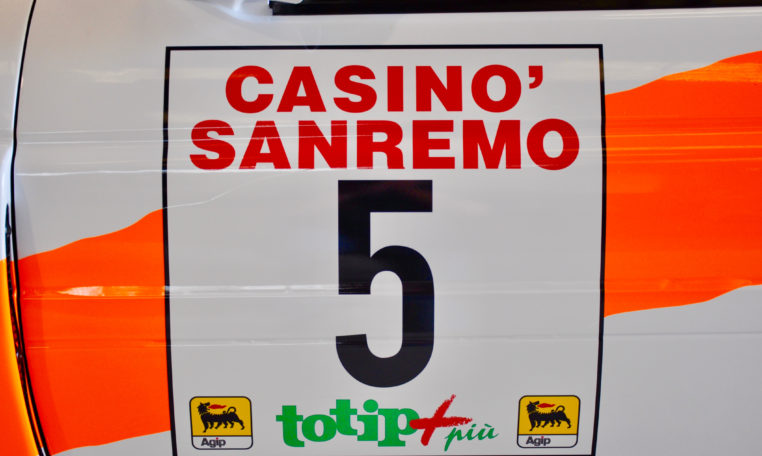 CASINO'
SANREMO
5
Agip
totip+
più
Agip